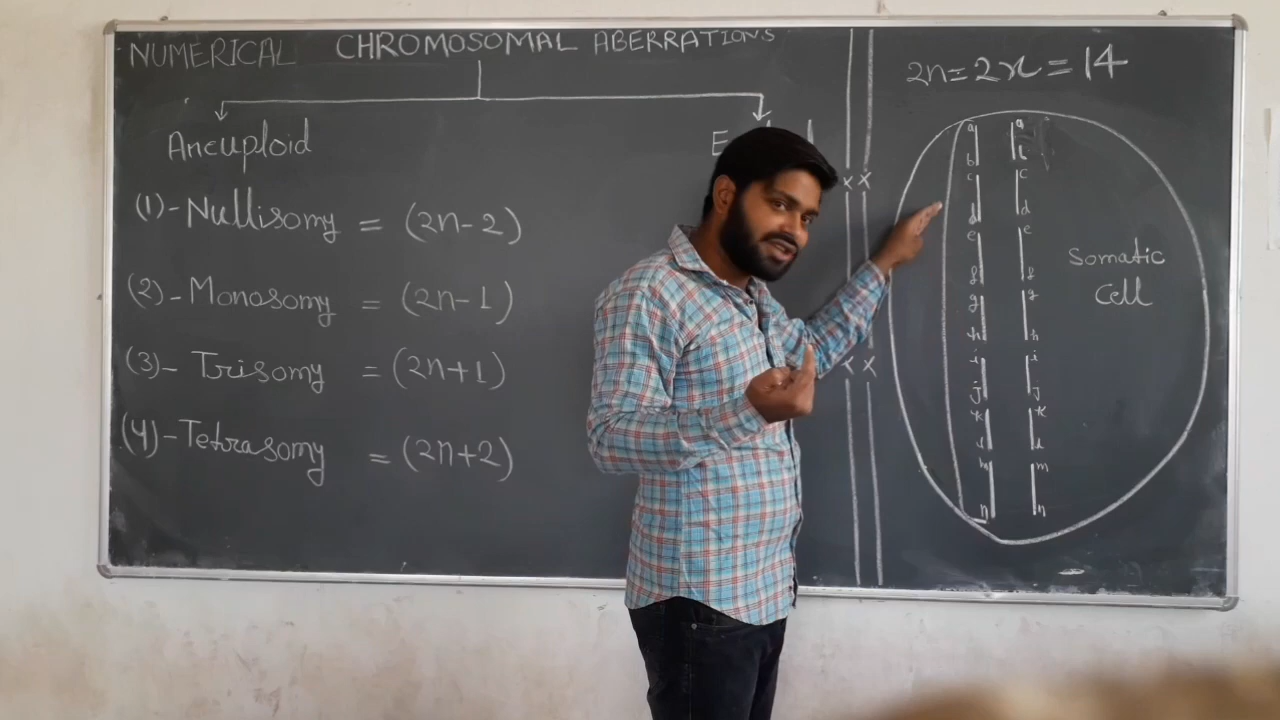 NUMERICAL CHROMOSOMAL ABERRATIONS
Aneuploid
(1)-Nullisomy = (2n-2)
(2)-Monosomy = (2n-1)
(3)-Trisomy = (2n+1)
(4)-Tetrasomy = (2n+2)
2n=2x=14
a a
b b
c c
d d
e e
f f
g g
h h
i i
j j
k k
l l
m m
n n
Somatic
Cell